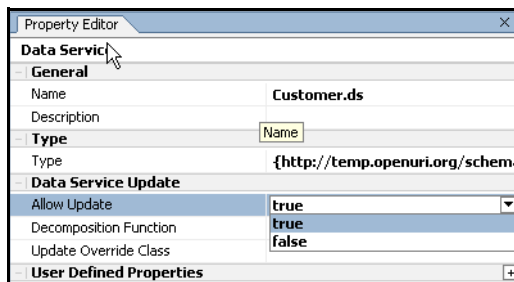 Property Editor
Data Servic
General
Name Customer.ds
Description
Name
Type
Type {http://temp.openuri.org/schema
Data Service Update
Allow Update true
Decomposition Function true
Update Override Class false
User Defined Properties